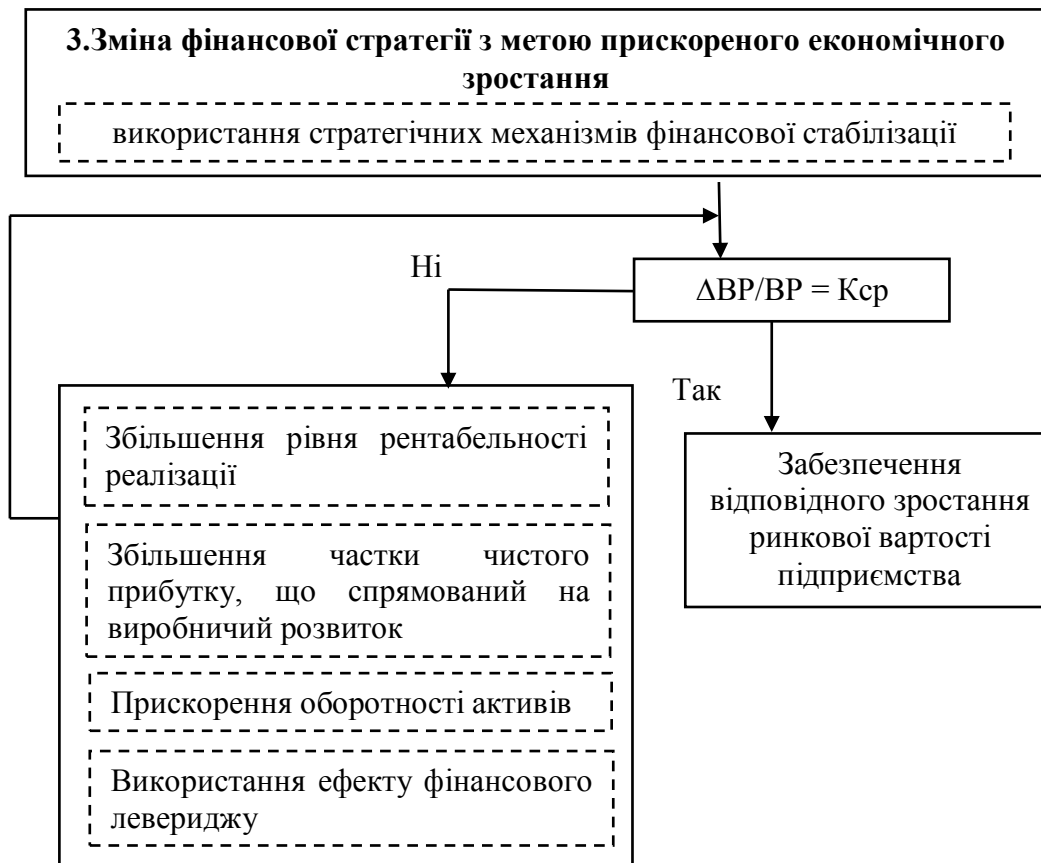 3.Зміна фінансової стратегії з метою прискореного економічного
зростання
використання стратегічних механізмів фінансової стабілізації
Ні
ΔВР/ВР = Кср
Так
Збільшення рівня рентабельності
реалізації
Збільшення частки чистого
прибутку, що спрямований на
виробничий розвиток
Прискорення оборотності активів
Використання ефекту фінансового
левериджу
Забезпечення
відповідного зростання
ринкової вартості
підприємства